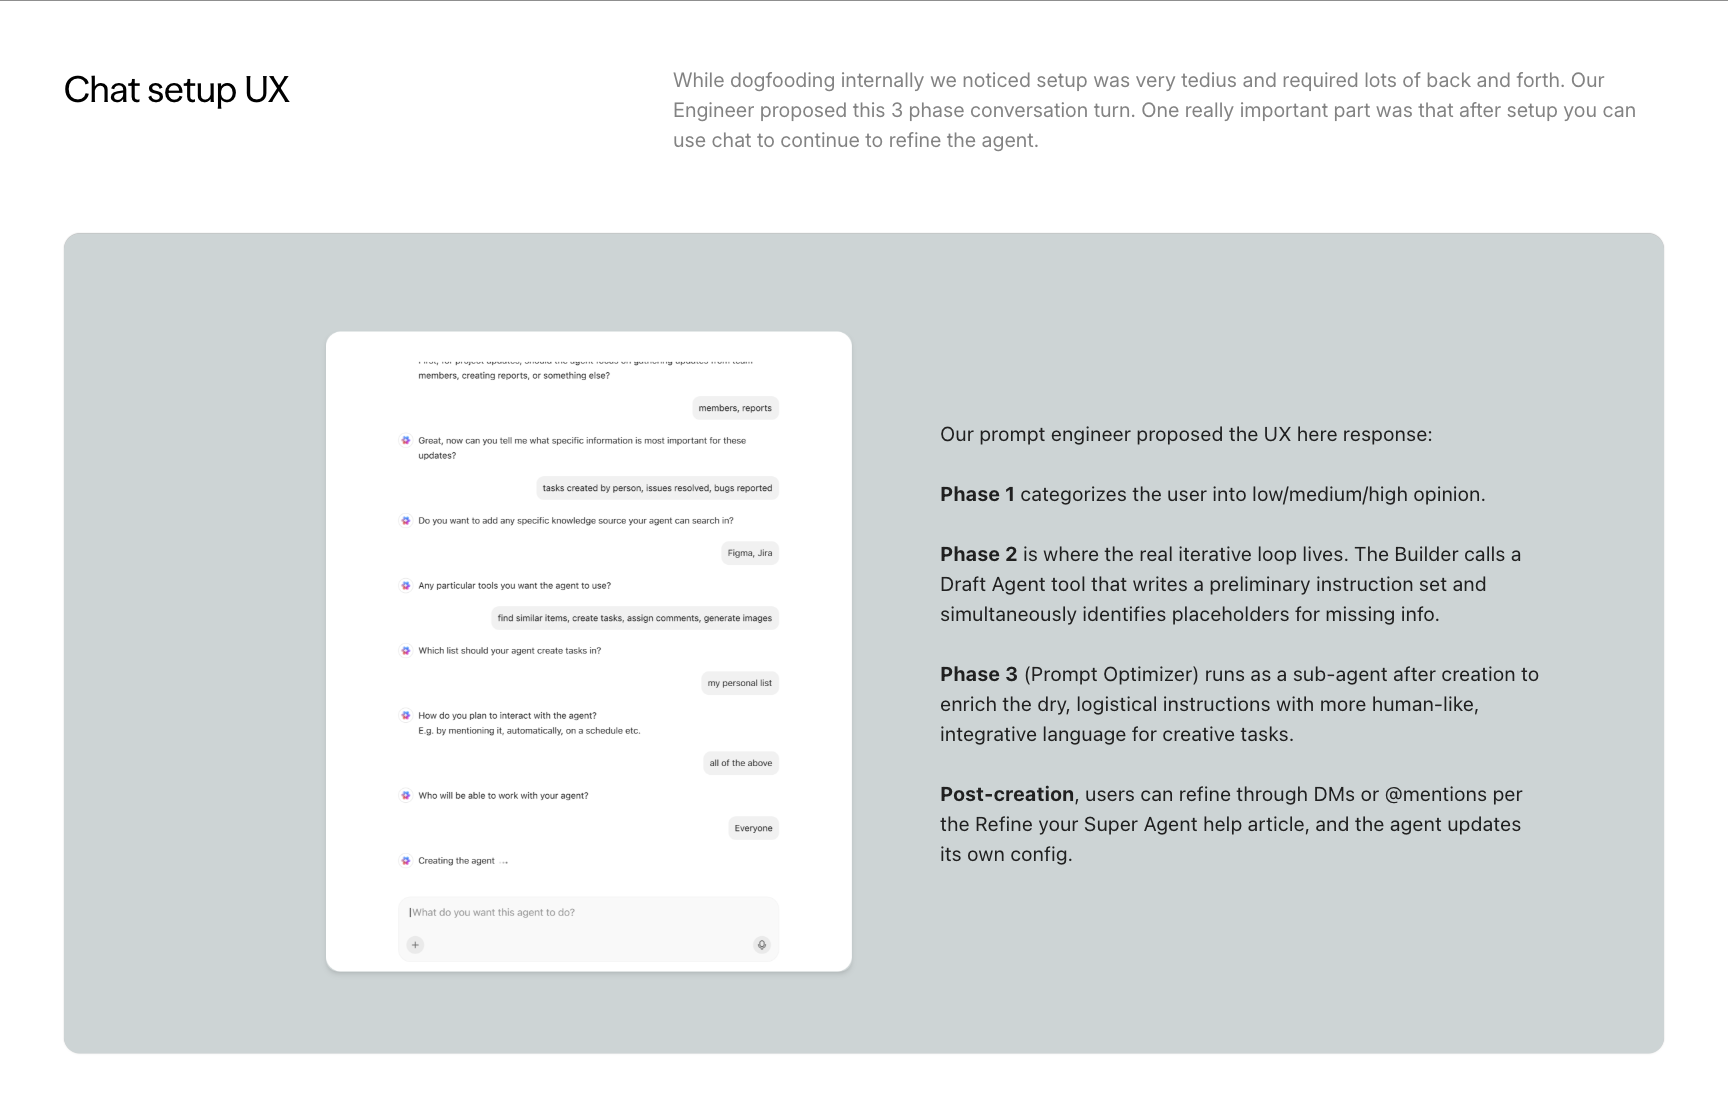 Chat setup UX
While dogfooding internally we noticed setup was very tedius and required lots of back and forth. Our
Engineer proposed this 3 phase conversation turn. One really important part was that after setup you can
use chat to continue to refine the agent.
First, for project updates, should the agent focus on gathering updates from team
members, creating reports, or something else?
members, reports
Great, now can you tell me what specific information is most important for these
updates?
tasks created by person, issues resolved, bugs reported
Do you want to add any specific knowledge source your agent can search in?
Figma, Jira
Any particular tools you want the agent to use?
find similar items, create tasks, assign comments, generate images
Which list should your agent create tasks in?
my personal list
How do you plan to interact with the agent?
E.g. by mentioning it, automatically, on a schedule etc.
all of the above
Who will be able to work with your agent?
Everyone
Creating the agent ...
What do you want this agent to do?
Our prompt engineer proposed the UX here response:
Phase 1 categorizes the user into low/medium/high opinion.
Phase 2 is where the real iterative loop lives. The Builder calls a
Draft Agent tool that writes a preliminary instruction set and
simultaneously identifies placeholders for missing info.
Phase 3 (Prompt Optimizer) runs as a sub-agent after creation to
enrich the dry, logistical instructions with more human-like,
integrative language for creative tasks.
Post-creation, users can refine through DMs or @mentions per
the Refine your Super Agent help article, and the agent updates
its own config.